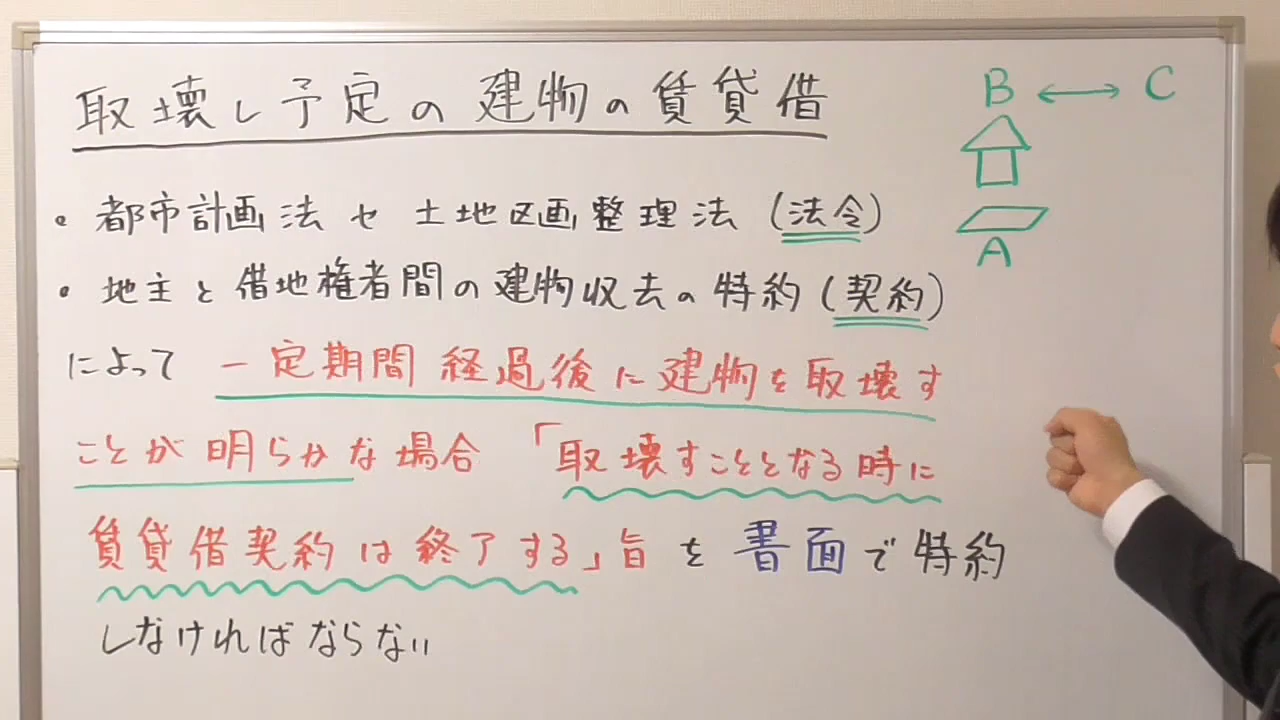 取壊し予定の建物の賃貸借
B ↔ C
A
• 都市計画法や土地区画整理法(法令)
• 地主と借地権者間の建物収去の特約(契約)
によって 一定期間経過後に建物を取壊す
ことが明らかな場合 「取壊すこととなる時に
賃貸借契約は終了する」旨を書面で特約
しなければならない